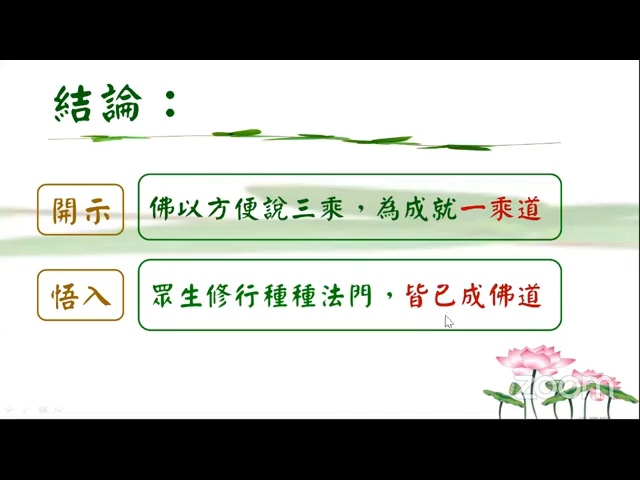 結論：
開示
佛以方便說三乘，為成就一乘道
悟入
眾生修行種種法門，皆已成佛道
zoom